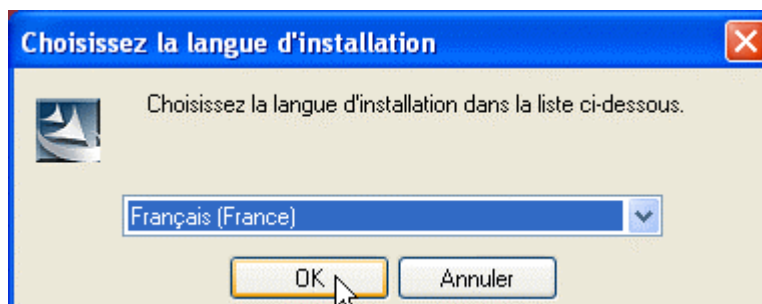 Choisissez la langue d'installation
Choisissez la langue d'installation dans la liste ci-dessous.
Français (France)
OK Annuler